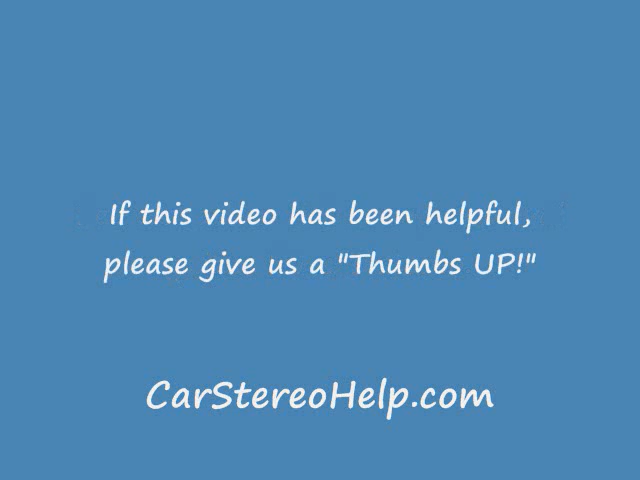 If this video has been helpful,
please give us a "Thumbs UP!"
CarStereoHelp.com